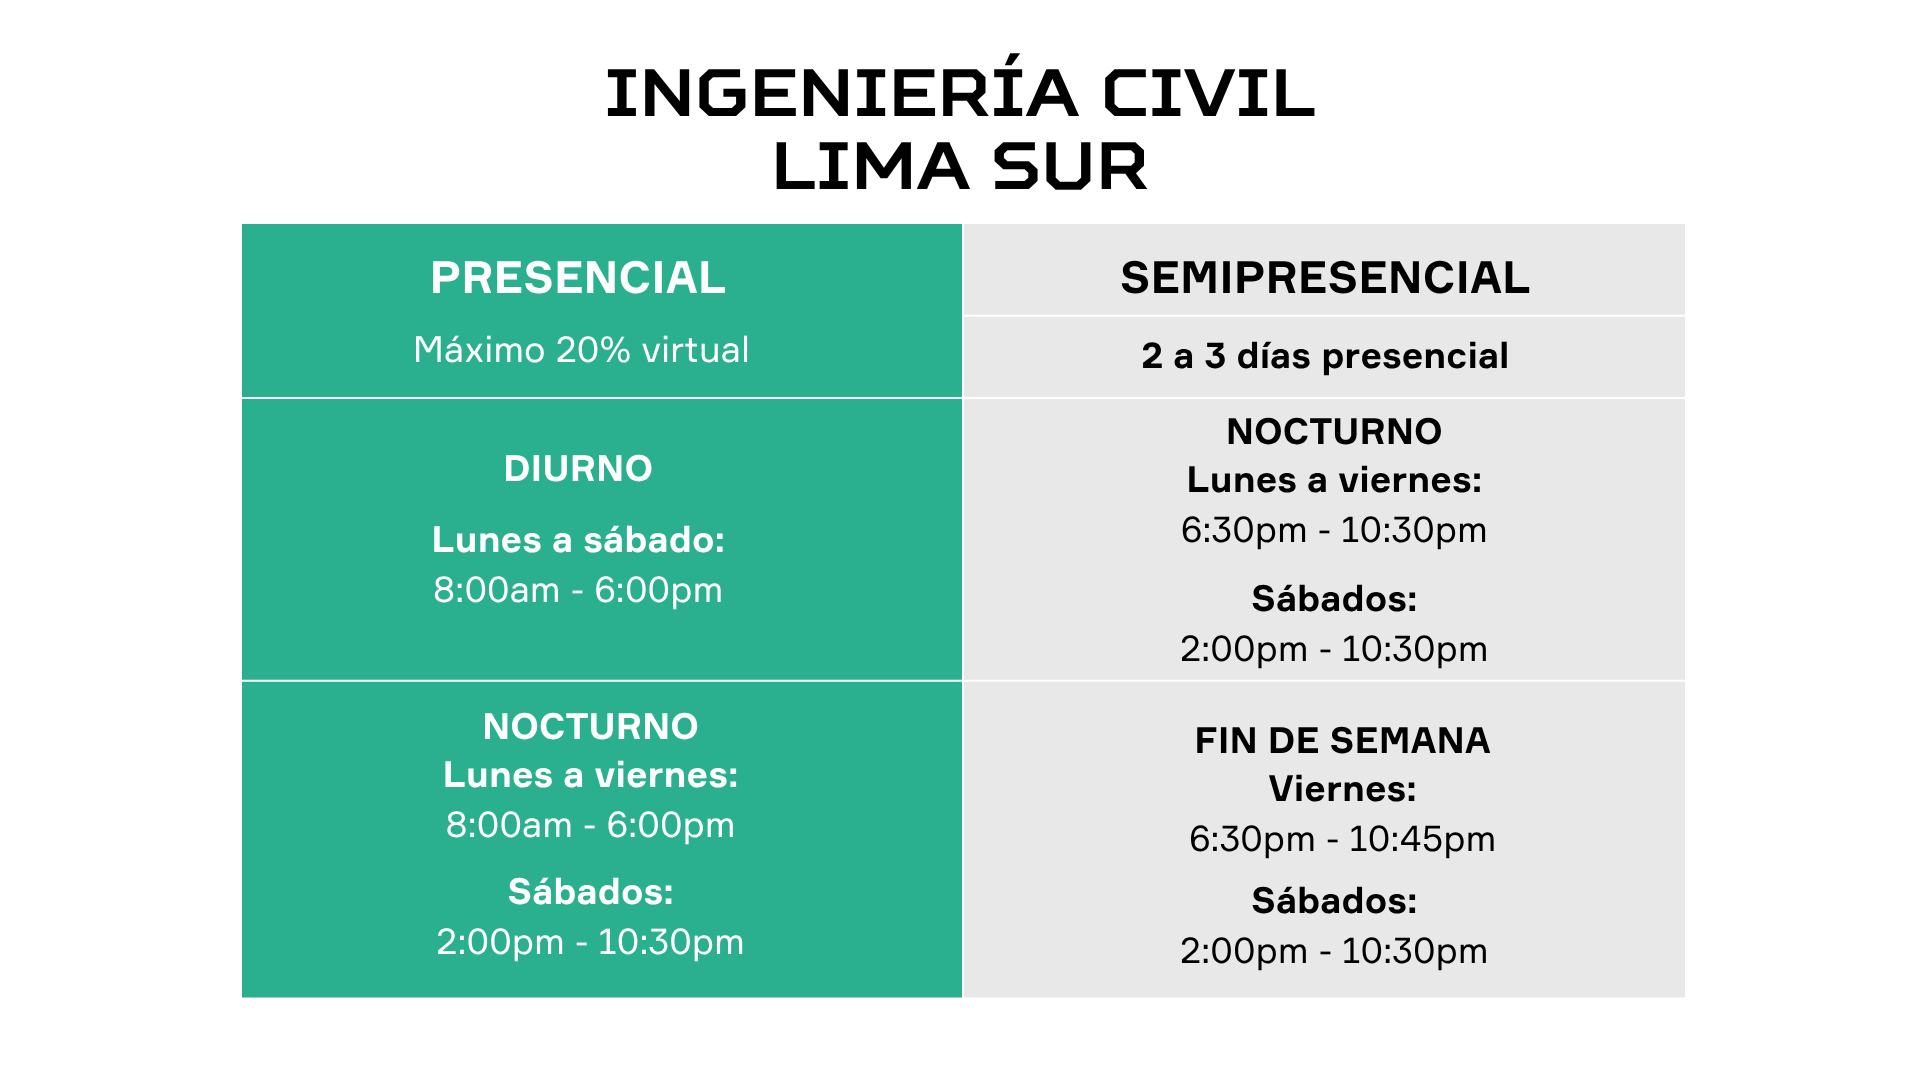 INGENIERÍA CIVIL
LIMA SUR
PRESENCIAL
Máximo 20% virtual
SEMIPRESENCIAL
2 a 3 días presencial
DIURNO
Lunes a sábado:
8:00am - 6:00pm
NOCTURNO
Lunes a viernes:
6:30pm - 10:30pm
Sábados:
2:00pm - 10:30pm
NOCTURNO
Lunes a viernes:
8:00am - 6:00pm
Sábados:
2:00pm - 10:30pm
FIN DE SEMANA
Viernes:
6:30pm - 10:45pm
Sábados:
2:00pm - 10:30pm